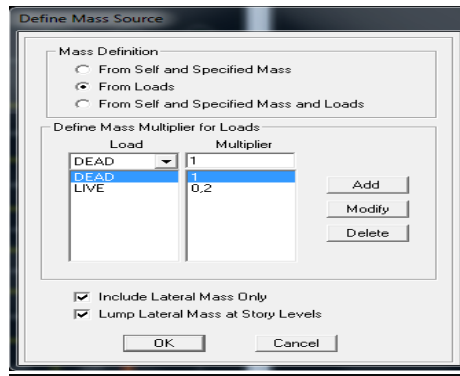 Define Mass Source
Mass Definition
From Self and Specified Mass
From Loads
From Self and Specified Mass and Loads
Define Mass Multiplier for Loads
Load Multiplier
DEAD 1
DEAD 1
LIVE 0,2
Add
Modify
Delete
Include Lateral Mass Only
Lump Lateral Mass at Story Levels
OK Cancel